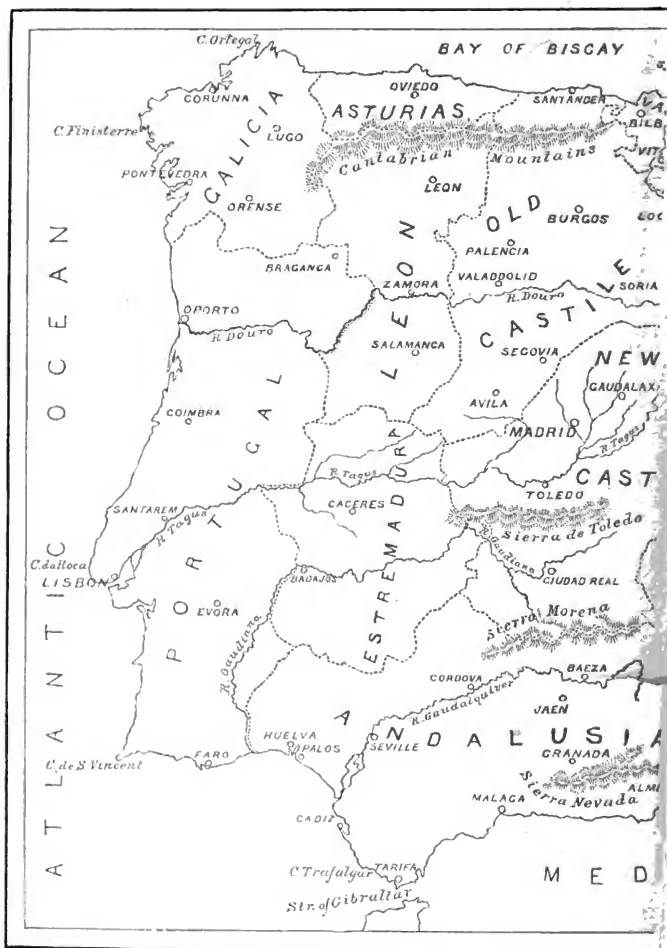 C. Ortegal
BAY OF BISCAY
CORUNNA
OVIEDO
SANTANDER
C. Finisterre
LUGO
ASTURIAS
BILB
Cantabrian Mountains
PONTEVEDRA
GALICIA
ORENSE
LEON
OLD CASTILE
BURGOS
PALENCIA
BRAGANCA
ZAMORA
VALADDOLID
SORIA
R. Douro
OPORTO
R. Douro
LEON
SALAMANCA
SEGOVIA
NEW
CAST
GAUDALAX
COIMBRA
AVILA
MADRID
R. Tagus
PORTUGAL
R. Tagus
TOLEDO
CACERES
ESTREMADURA
SANTAREM
R. Tagus
Sierra de Toledo
R. Gaudiana
C. da Roca
LISBON
BADAJOS
CIUDAD REAL
EVORA
R. Gaudiana
Sierra Morena
CORDOVA
BAEZA
R. Gaudalquiver
JAEN
ANDALUSIA
HUELVA
PALOS
SEVILLE
GRANADA
C. de S. Vincent
FARO
ALME
Sierra Nevada
CADIZ
MALAGA
C Trafalgar
TARIFA
Str. of Gibraltar
MED
ATLANTIC OCEAN